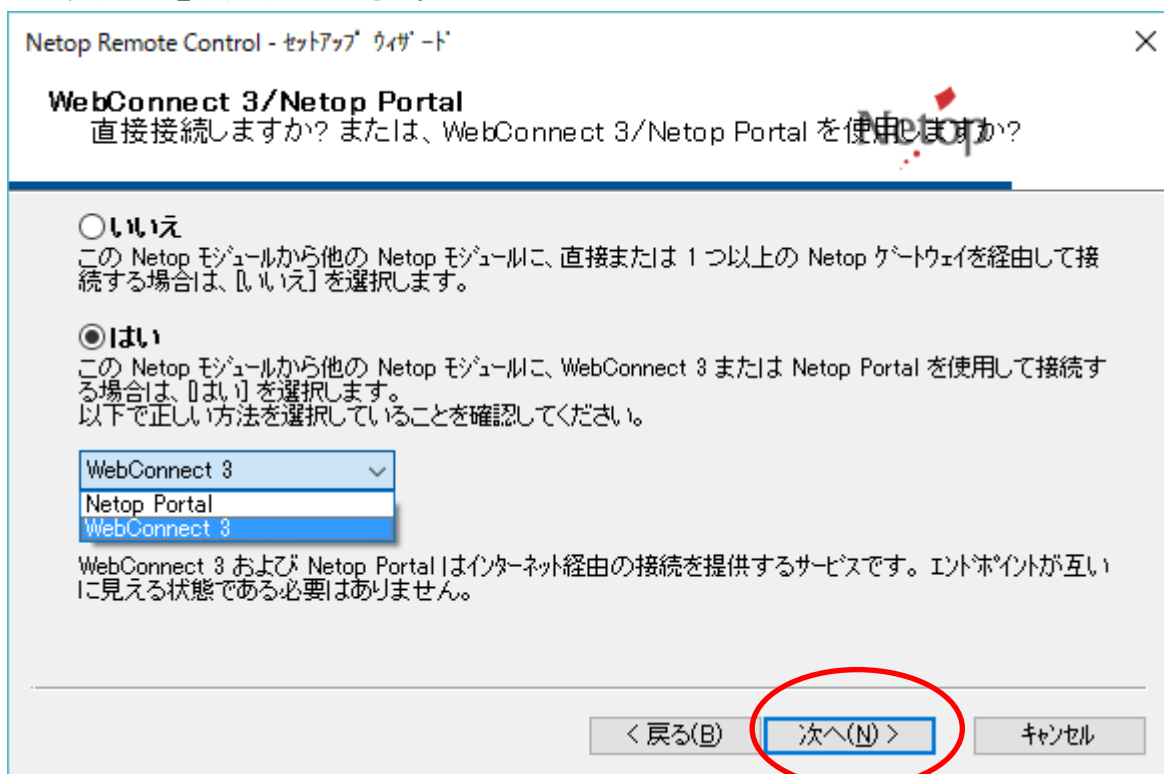 Netop Remote Control - ｾｯﾄｱｯﾌﾟ ｳｨｻﾞｰﾄﾞ
WebConnect 3/Netop Portal
直接接続しますか? または、WebConnect 3/Netop Portal を使用しますか?
Netop
いいえ
この Netop ﾓｼﾞｭｰﾙから他の Netop ﾓｼﾞｭｰﾙに、直接または 1 つ以上の Netop ｹﾞｰﾄｳｪｲを経由して接
続する場合は、[いいえ] を選択します。
はい
この Netop ﾓｼﾞｭｰﾙから他の Netop ﾓｼﾞｭｰﾙに、WebConnect 3 または Netop Portal を使用して接続す
る場合は、[はい] を選択します。
以下で正しい方法を選択していることを確認してください。
WebConnect 3
Netop Portal
WebConnect 3
WebConnect 3 および Netop Portal はｲﾝﾀｰﾈｯﾄ経由の接続を提供するｻｰﾋﾞｽです。 ｴﾝﾄﾞﾎﾟｲﾝﾄが互い
に見える状態である必要はありません。
< 戻る(B)
次へ(N) >
ｷｬﾝｾﾙ